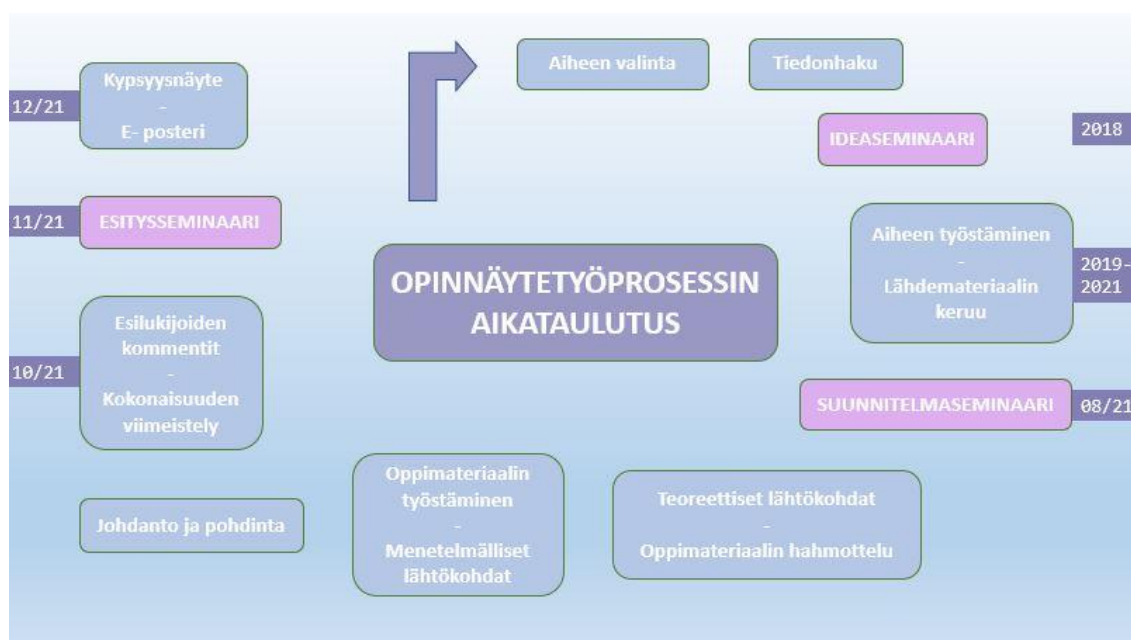 Aiheen valinta
Tiedonhaku
IDEASEMINAARI
2018
Aiheen työstäminen
-
Lähdemateriaalin
keruu
2019-
2021
SUUNNITELMASEMINAARI
08/21
Teoreettiset lähtökohdat
-
Oppimateriaalin hahmottelu
Oppimateriaalin
työstäminen
-
Menetelmälliset
lähtökohdat
Johdanto ja pohdinta
10/21
Esilukijoiden
kommentit
-
Kokonaisuuden
viimeistely
11/21
ESITYSSEMINAARI
12/21
Kypsyysnäyte
-
E- posteri
OPINNÄYTETYÖPROSESSIN
AIKATAULUTUS